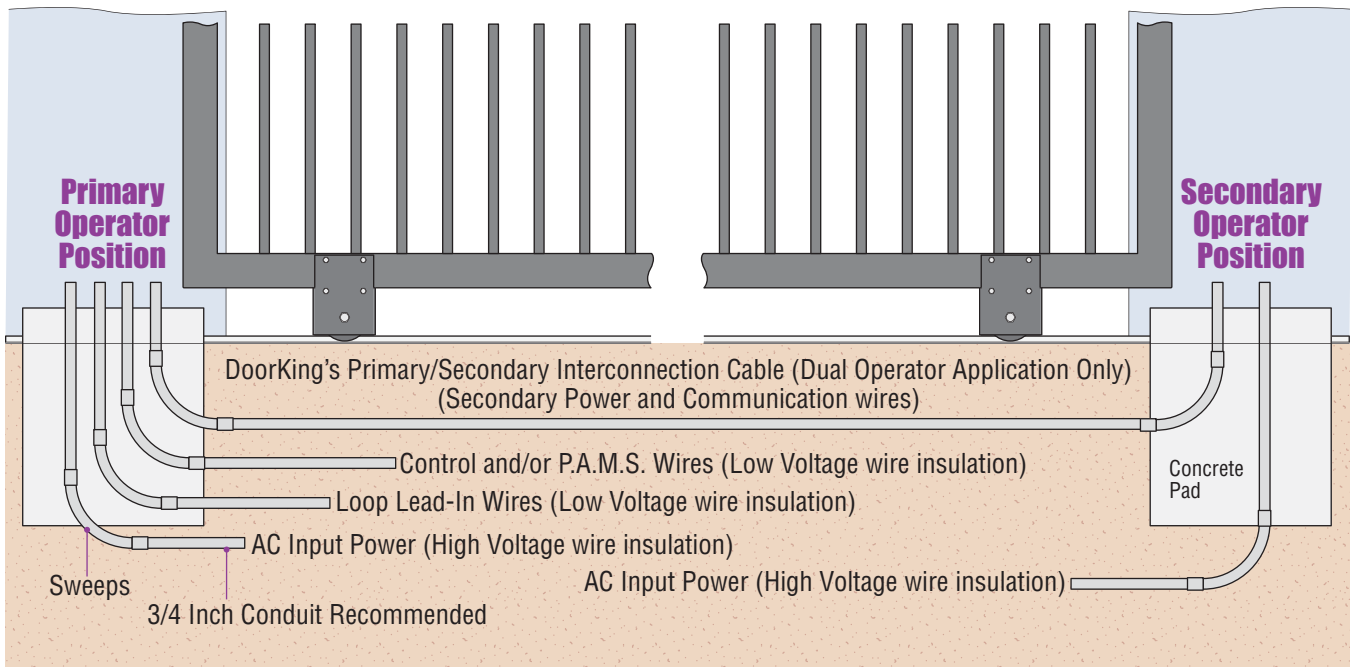 Primary
Operator
Position
Secondary
Operator
Position
DoorKing's Primary/Secondary Interconnection Cable (Dual Operator Application Only)
(Secondary Power and Communication wires)
Control and/or P.A.M.S. Wires (Low Voltage wire insulation)
Concrete
Pad
Loop Lead-In Wires (Low Voltage wire insulation)
AC Input Power (High Voltage wire insulation)
AC Input Power (High Voltage wire insulation)
Sweeps
3/4 Inch Conduit Recommended